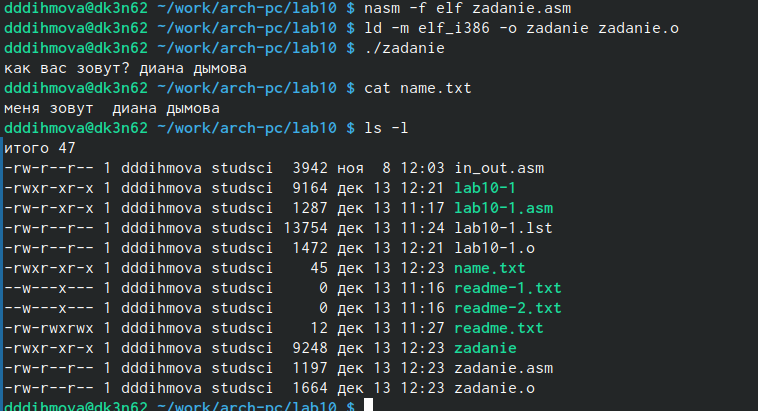 dddihmova@dk3n62 ~/work/arch-pc/lab10 $ nasm -f elf zadanie.asm
dddihmova@dk3n62 ~/work/arch-pc/lab10 $ ld -m elf_i386 -o zadanie zadanie.o
dddihmova@dk3n62 ~/work/arch-pc/lab10 $ ./zadanie
как вас зовут? диана дымова
dddihmova@dk3n62 ~/work/arch-pc/lab10 $ cat name.txt
меня зовут  диана дымова
dddihmova@dk3n62 ~/work/arch-pc/lab10 $ ls -l
итого 47
-rw-r--r-- 1 dddihmova studsci  3942 ноя  8 12:03 in_out.asm
-rwxr-xr-x 1 dddihmova studsci  9164 дек 13 12:21 lab10-1
-rwxr-xr-x 1 dddihmova studsci  1287 дек 13 11:17 lab10-1.asm
-rw-r--r-- 1 dddihmova studsci 13754 дек 13 11:24 lab10-1.lst
-rw-r--r-- 1 dddihmova studsci  1472 дек 13 12:21 lab10-1.o
-rwxr-xr-x 1 dddihmova studsci    45 дек 13 12:23 name.txt
--w---x--- 1 dddihmova studsci     0 дек 13 11:16 readme-1.txt
--w---x--- 1 dddihmova studsci     0 дек 13 11:16 readme-2.txt
-rw-rwxrwx 1 dddihmova studsci    12 дек 13 11:27 readme.txt
-rwxr-xr-x 1 dddihmova studsci  9248 дек 13 12:23 zadanie
-rw-r--r-- 1 dddihmova studsci  1197 дек 13 12:23 zadanie.asm
-rw-r--r-- 1 dddihmova studsci  1664 дек 13 12:23 zadanie.o
dddihmova@dk3n62 ~/work/arch-pc/lab10 $